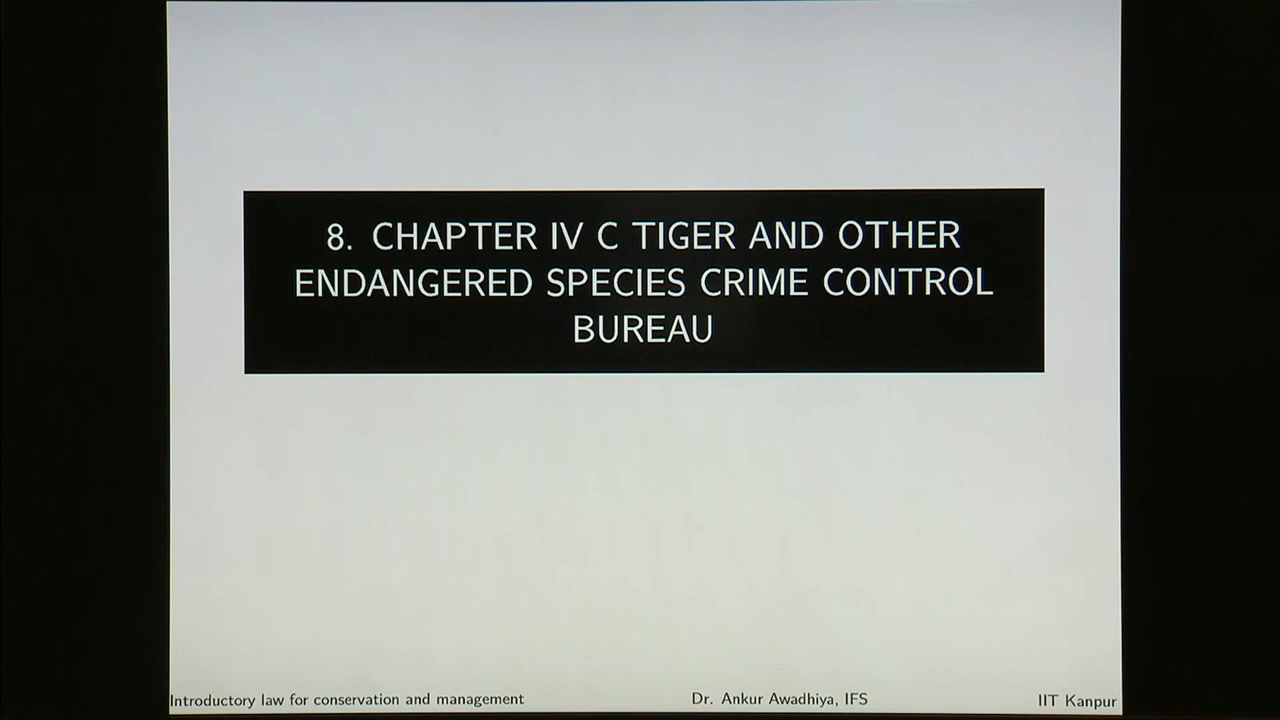 8. CHAPTER IV C TIGER AND OTHER
ENDANGERED SPECIES CRIME CONTROL
BUREAU
Introductory law for conservation and management Dr. Ankur Awadhiya, IFS IIT Kanpur